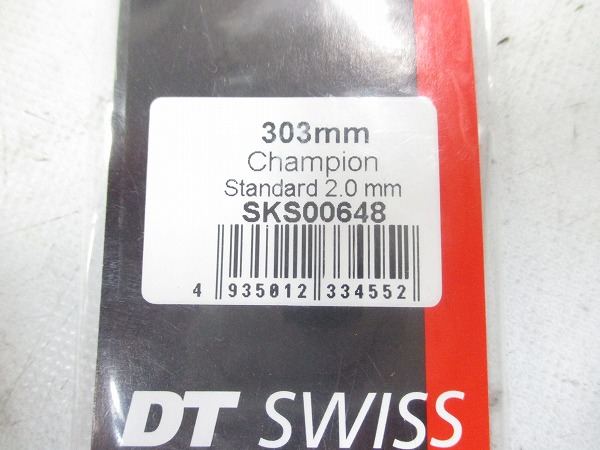 303mm
Champion
Standard 2.0 mm
SKS00648
4 935012 334552
DT SWISS